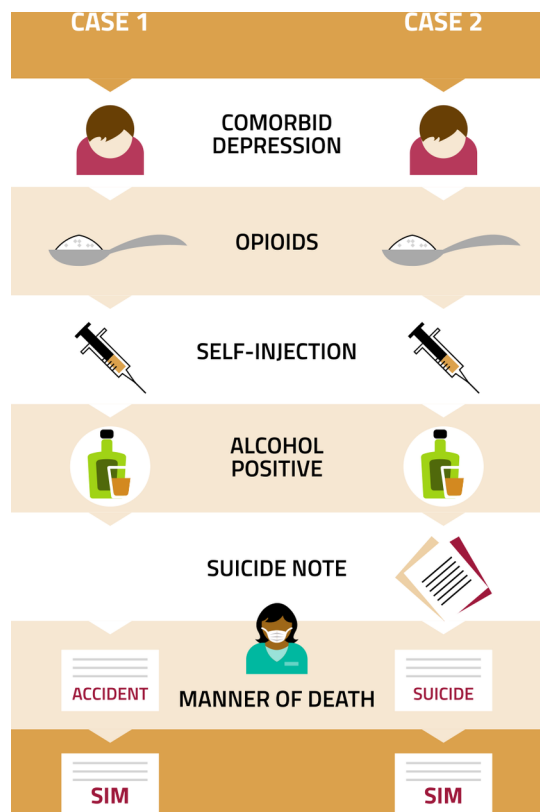 CASE 1
CASE 2
COMORBID
DEPRESSION
OPIOIDS
SELF-INJECTION
ALCOHOL
POSITIVE
SUICIDE NOTE
ACCIDENT
MANNER OF DEATH
SUICIDE
SIM
SIM